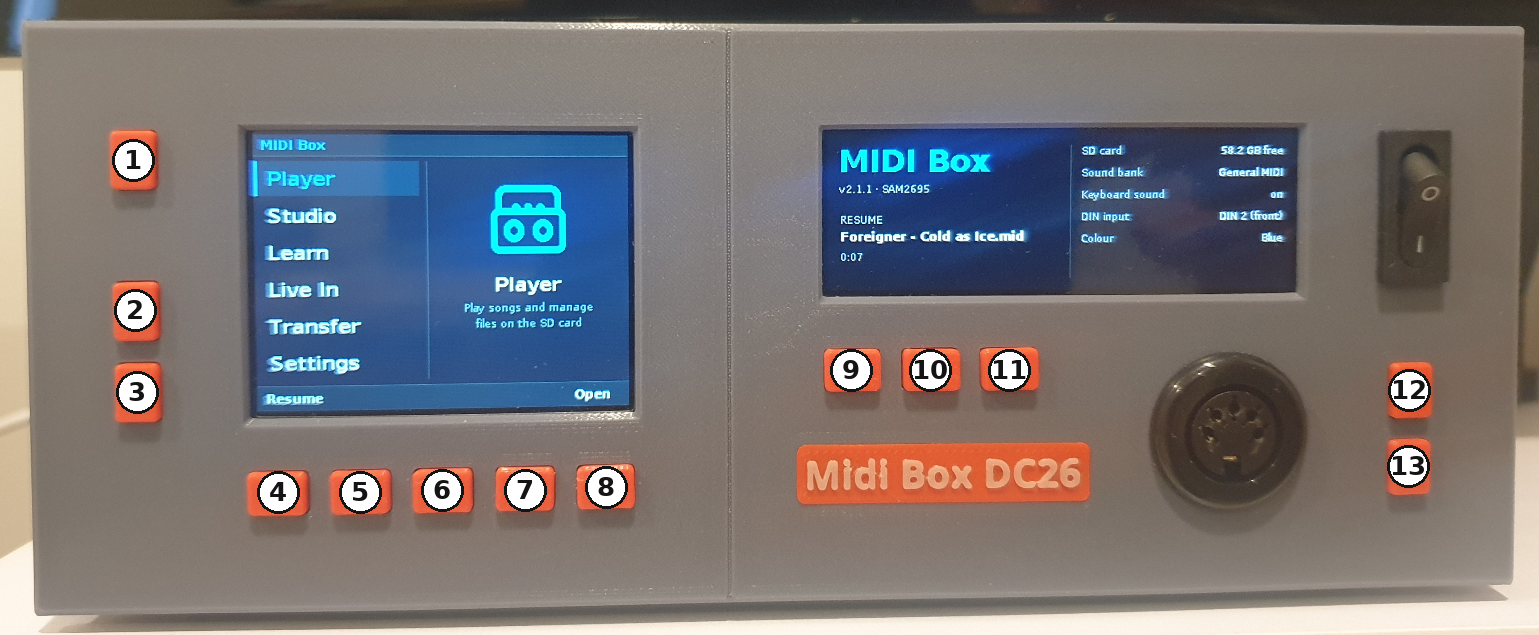 MIDI Box
Player
Studio
Learn
Live In
Transfer
Settings
Player
Play songs and manage
files on the SD card
Resume
Open
MIDI Box
v2.1.1 · SAM2695
RESUME
Foreigner - Cold as Ice.mid
0:07
SD card 58.2 GB free
Sound bank General MIDI
Keyboard sound on
DIN input DIN 2 (front)
Colour Blue
O
I
1
2
3
4
5
6
7
8
9
10
11
12
13
Midi Box DC26